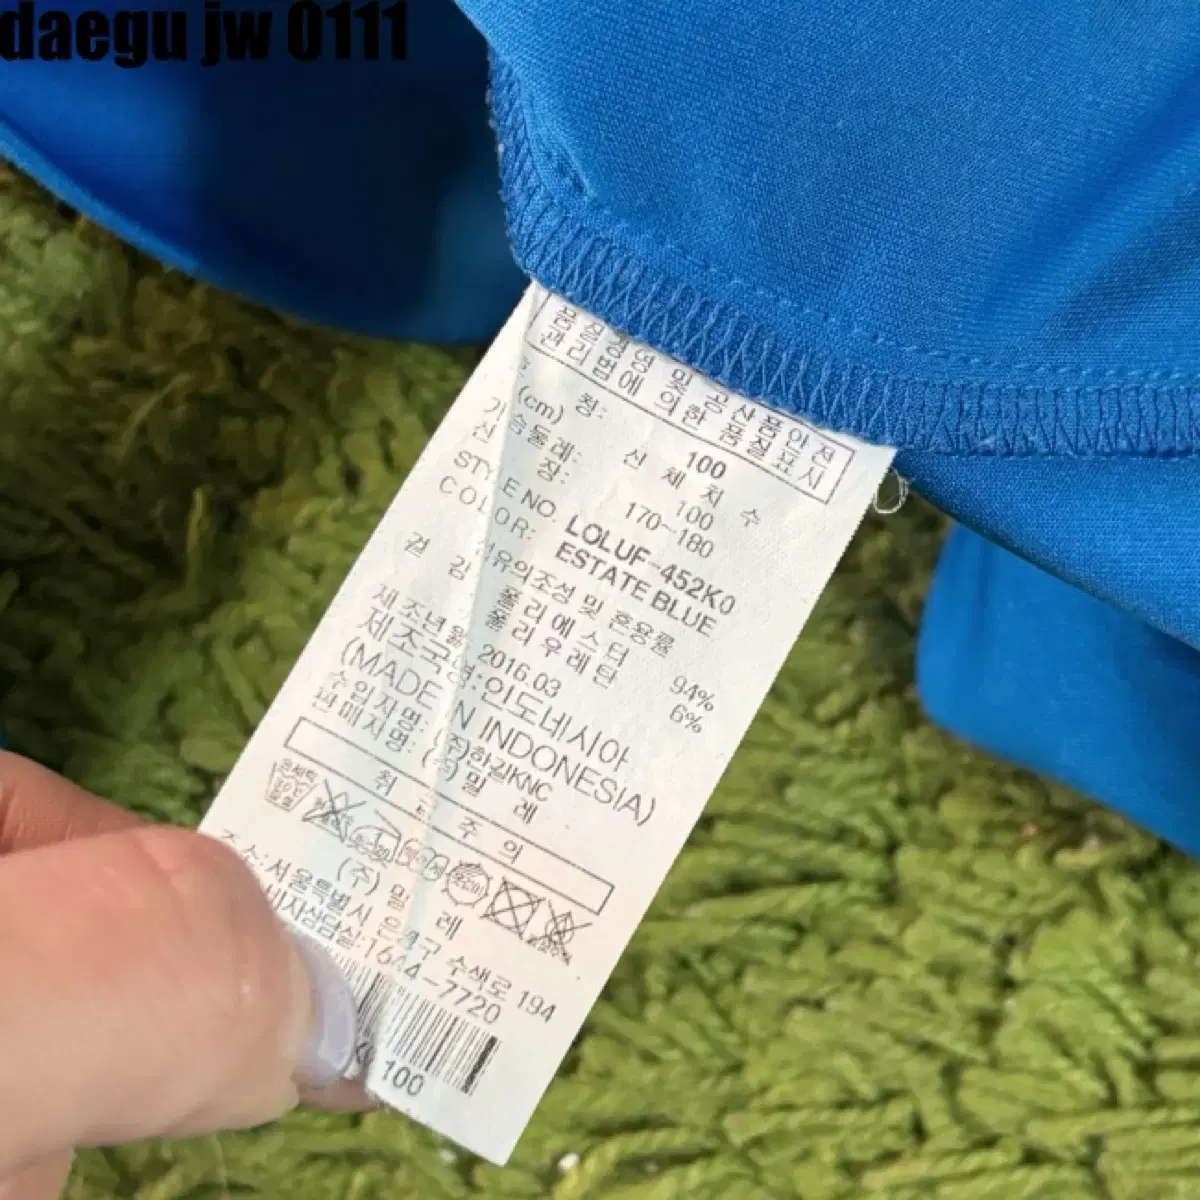 daegu jw 0111
품질경영 및 공산품안전
관리법에 의한 품질표시
칭: 100
(cm) 신체치수
가슴둘레: 100
신 장: 170~180
STYLE NO. LOLUF-452K0
COLOR: ESTATE BLUE
섬유의조성 및 혼용률
겉 감 폴리에스터 94%
폴리우레탄 6%
제조년월 2016.03
제조국명:인도네시아
(MADE IN INDONESIA)
수입자명: (주)하길KNC
판매자명: (주)밀 레
취 급 주 의
(주) 밀 레
주소:서울특별시 은평구 수색로 194
비자상담실:1644-7720
100